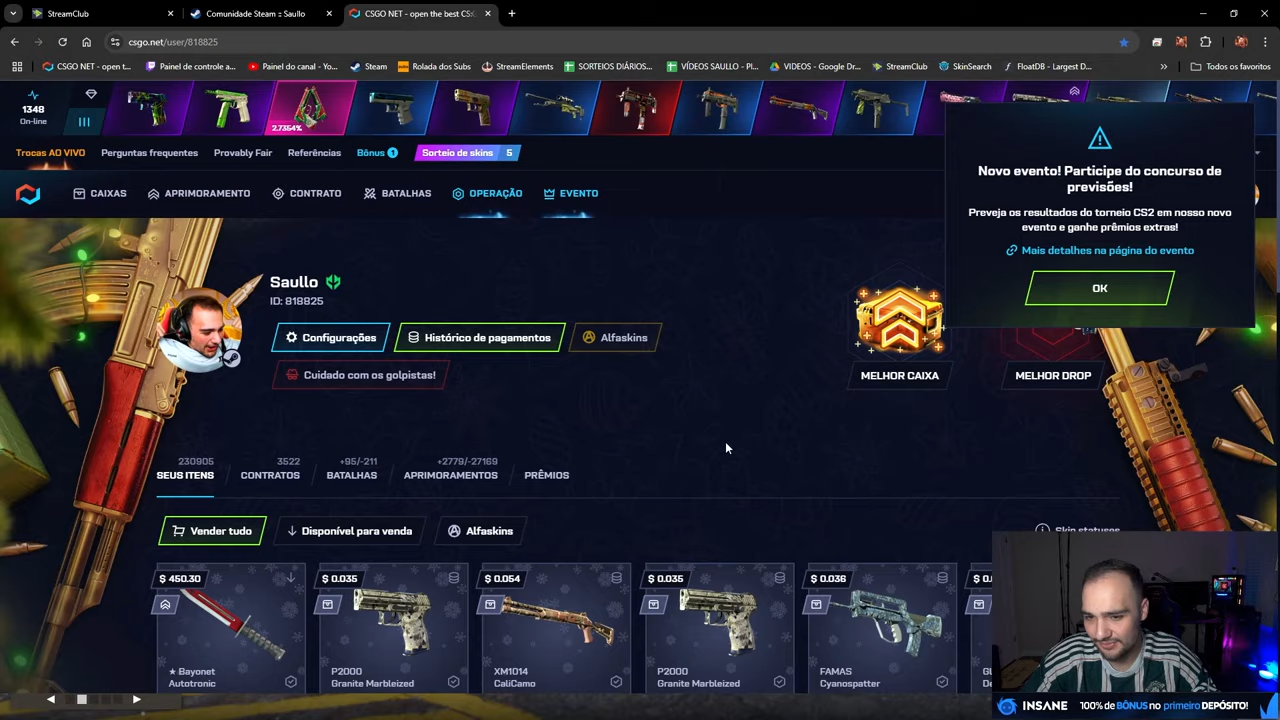 StreamClub
Comunidade Steam :: Saullo
CSGO NET - open the best CS
csgo.net/user/818825
CSGO NET - open t...
Painel de controle a...
Painel do canal - Yo...
Steam
Rolada dos Subs
StreamElements
SORTEIOS DIÁRIOS...
VÍDEOS SAULLO - Pl...
VIDEOS - Google Dr...
StreamClub
SkinSearch
FloatDB - Largest D...
Todos os favoritos
1348
On-line
2.7354%
Trocas AO VIVO
Perguntas frequentes
Provably Fair
Referências
Bônus 1
Sorteio de skins 5
CAIXAS
APRIMORAMENTO
CONTRATO
BATALHAS
OPERAÇÃO
EVENTO
Novo evento! Participe do concurso de
previsões!
Preveja os resultados do torneio CS2 em nosso novo
evento e ganhe prêmios extras!
Mais detalhes na página do evento
OK
Saullo
ID: 818825
Configurações
Histórico de pagamentos
Alfaskins
Cuidado com os golpistas!
MELHOR CAIXA
MELHOR DROP
230905
SEUS ITENS
3522
CONTRATOS
+95/-211
BATALHAS
+2779/-27169
APRIMORAMENTOS
PRÊMIOS
Vender tudo
Disponível para venda
Alfaskins
Skin statuses
$ 450.30
$ 0.035
$ 0.054
$ 0.035
$ 0.036
★ Bayonet
Autotronic
P2000
Granite Marbleized
XM1014
CaliCamo
P2000
Granite Marbleized
FAMAS
Cyanospatter
INSANE
100% de BÔNUS no primeiro DEPÓSITO!